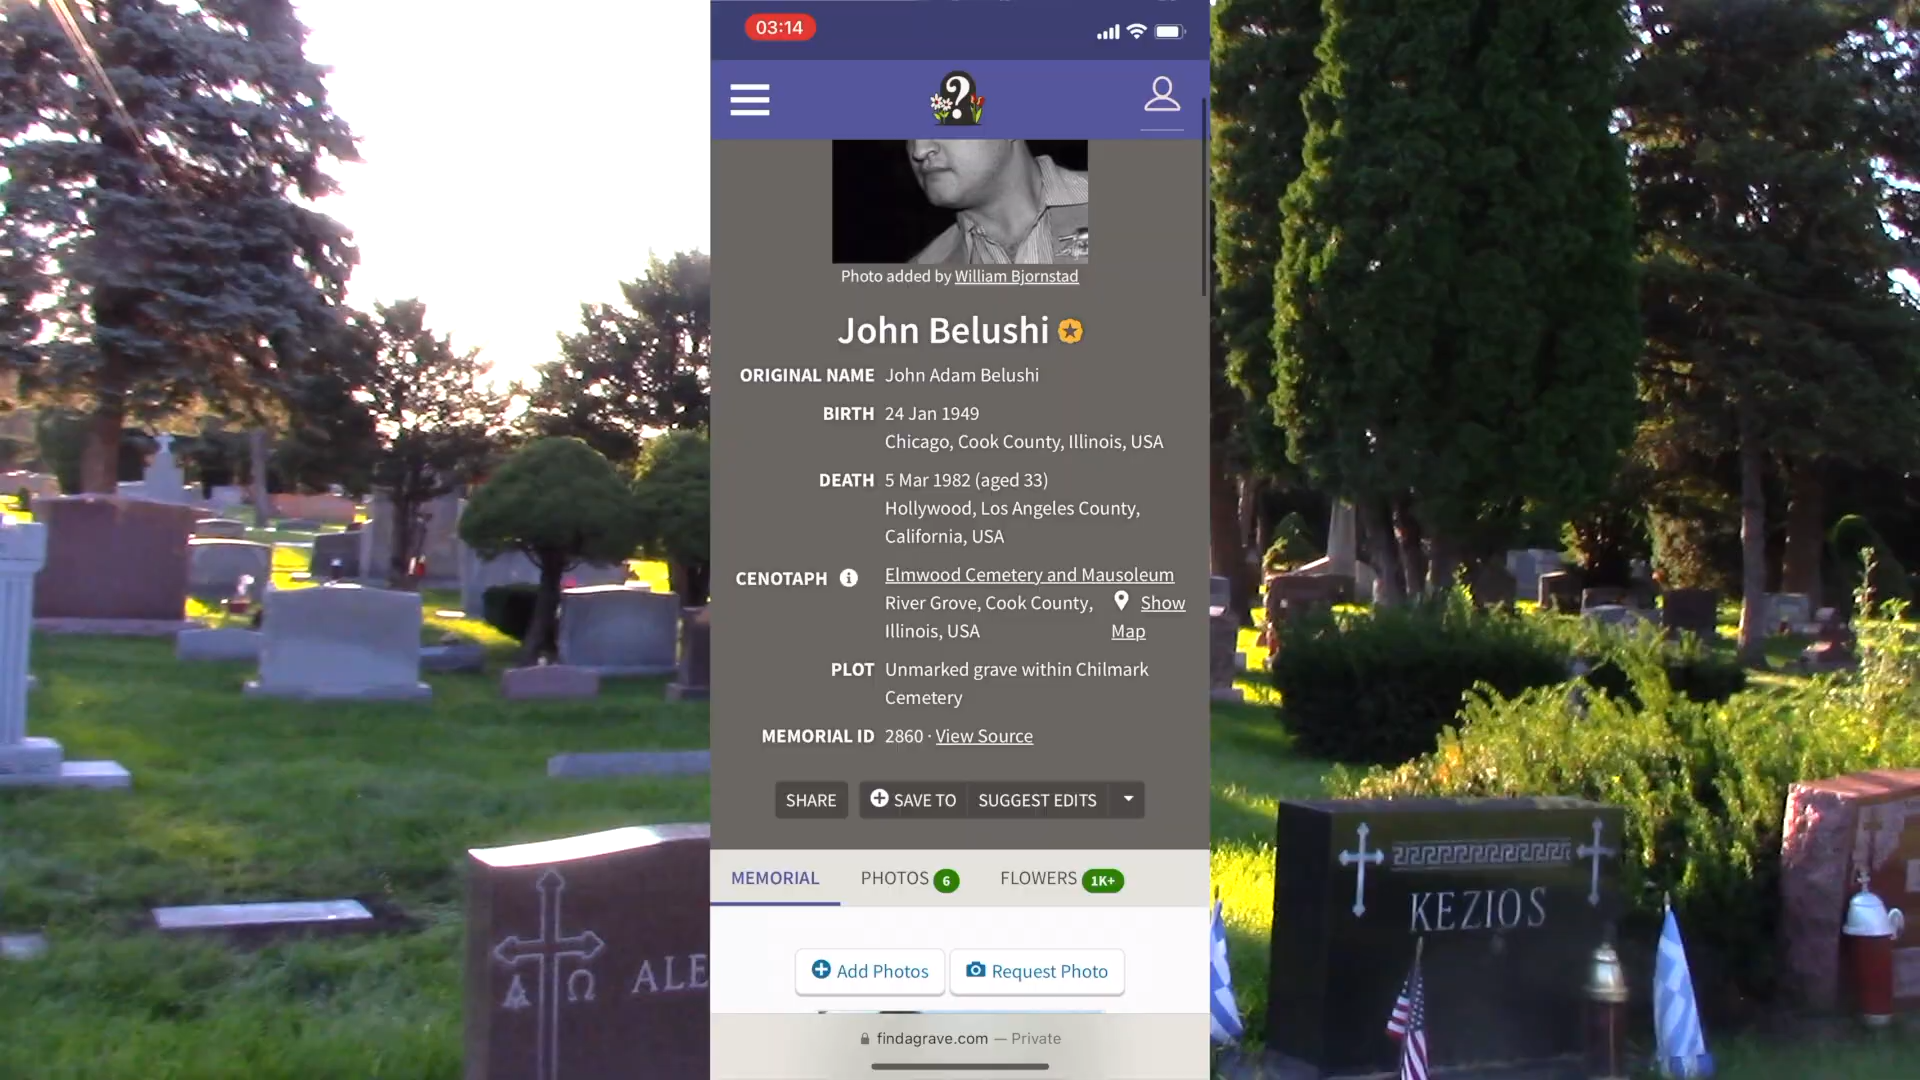 03:14
?
Photo added by William Bjornstad
John Belushi
ORIGINAL NAME John Adam Belushi
BIRTH 24 Jan 1949
Chicago, Cook County, Illinois, USA
DEATH 5 Mar 1982 (aged 33)
Hollywood, Los Angeles County,
California, USA
CENOTAPH i Elmwood Cemetery and Mausoleum
River Grove, Cook County, Show
Illinois, USA Map
PLOT Unmarked grave within Chilmark
Cemetery
MEMORIAL ID 2860 · View Source
SHARE SAVE TO SUGGEST EDITS
MEMORIAL PHOTOS 6 FLOWERS 1K+
Add Photos Request Photo
findagrave.com — Private
Α Ω ALE
KEZIOS